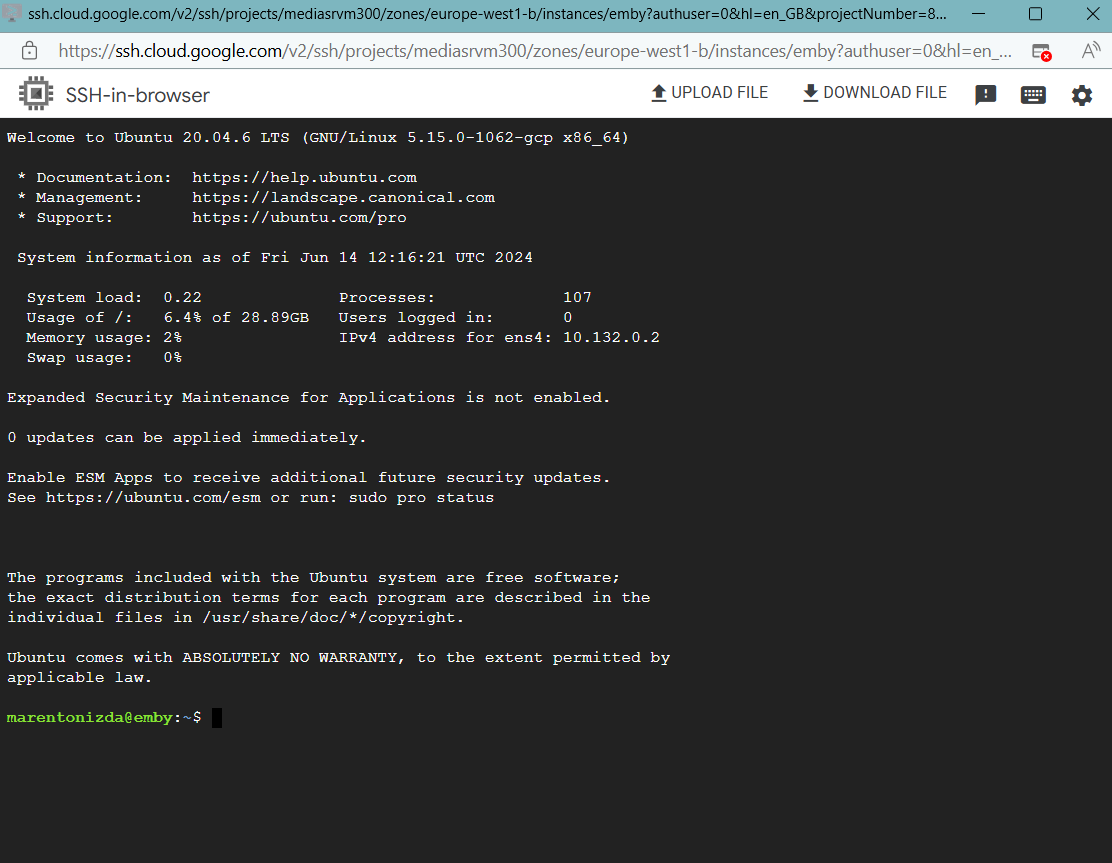 ssh.cloud.google.com/v2/ssh/projects/mediasrvm300/zones/europe-west1-b/instances/emby?authuser=0&hl=en_GB&projectNumber=8...
https://ssh.cloud.google.com/v2/ssh/projects/mediasrvm300/zones/europe-west1-b/instances/emby?authuser=0&hl=en_...
SSH-in-browser UPLOAD FILE DOWNLOAD FILE
Welcome to Ubuntu 20.04.6 LTS (GNU/Linux 5.15.0-1062-gcp x86_64)
* Documentation: https://help.ubuntu.com
* Management: https://landscape.canonical.com
* Support: https://ubuntu.com/pro
System information as of Fri Jun 14 12:16:21 UTC 2024
System load: 0.22 Processes: 107
Usage of /: 6.4% of 28.89GB Users logged in: 0
Memory usage: 2% IPv4 address for ens4: 10.132.0.2
Swap usage: 0%
Expanded Security Maintenance for Applications is not enabled.
0 updates can be applied immediately.
Enable ESM Apps to receive additional future security updates.
See https://ubuntu.com/esm or run: sudo pro status
The programs included with the Ubuntu system are free software;
the exact distribution terms for each program are described in the
individual files in /usr/share/doc/*/copyright.
Ubuntu comes with ABSOLUTELY NO WARRANTY, to the extent permitted by
applicable law.
marentonizda@emby:~$